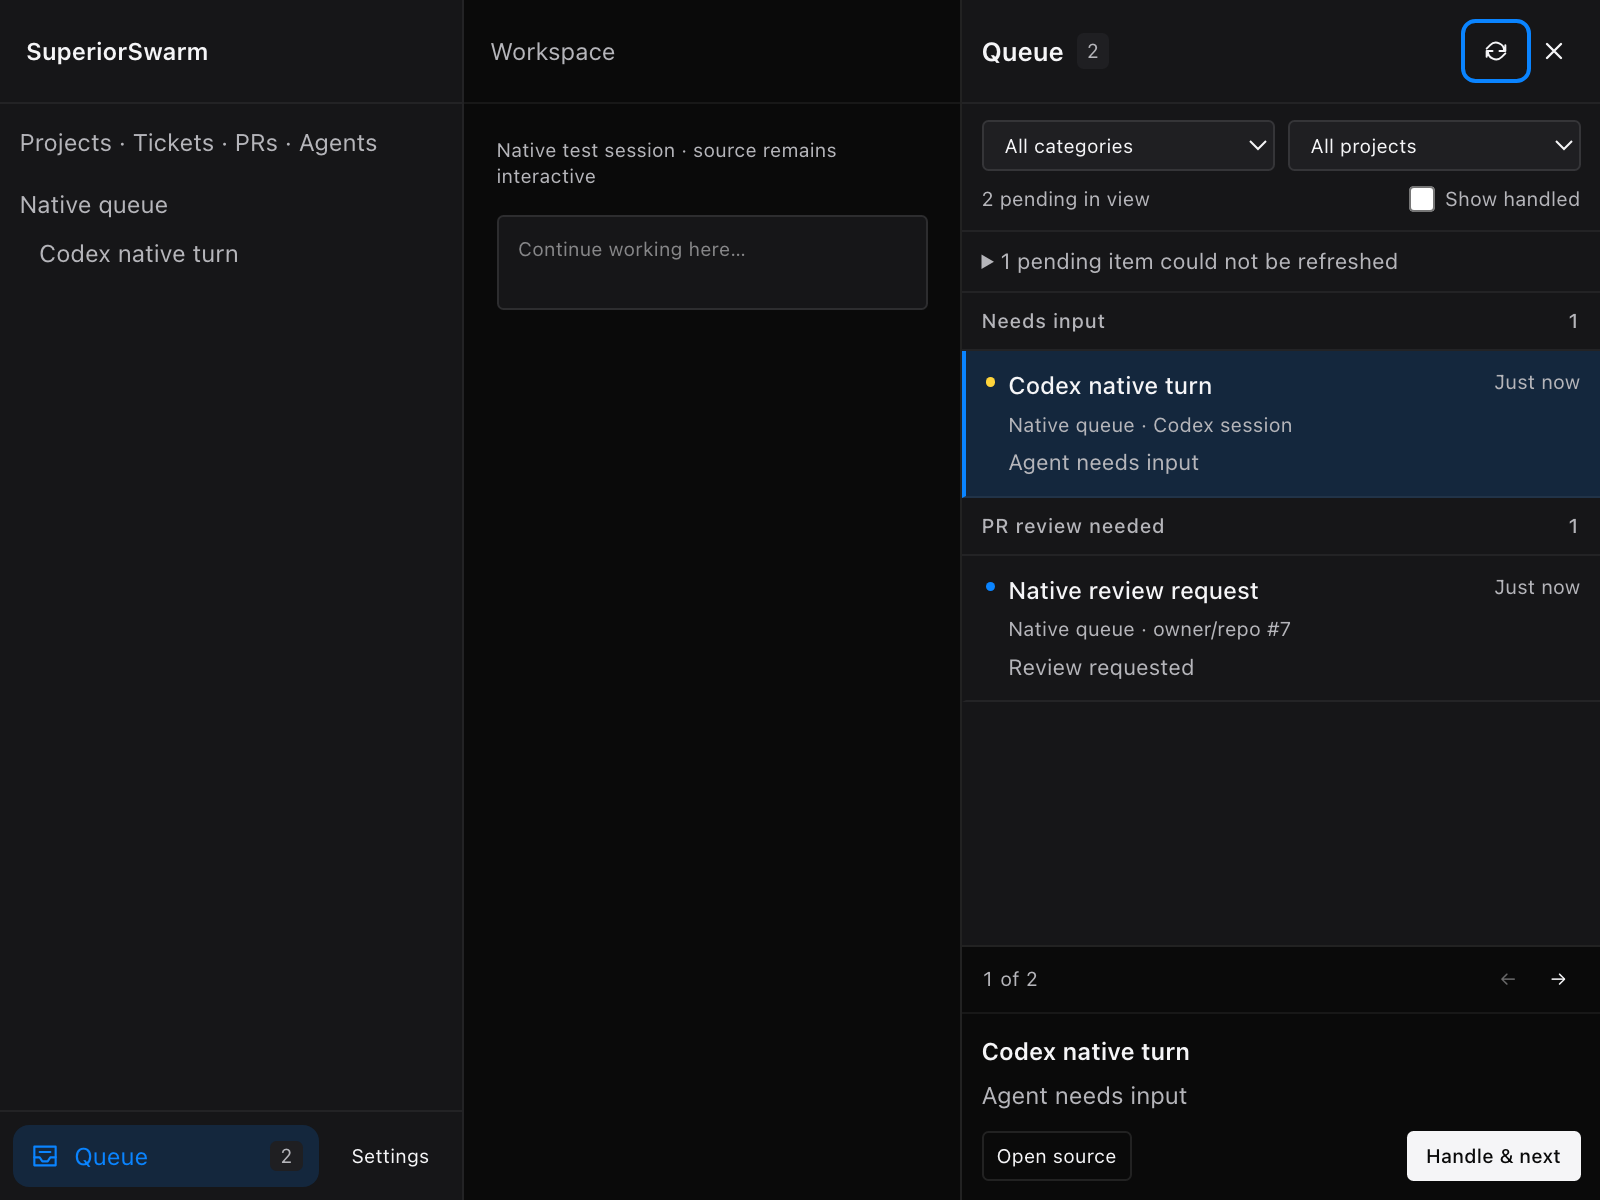 SuperiorSwarm
Projects · Tickets · PRs · Agents
Native queue
Codex native turn
Queue 2
Settings
Workspace
Native test session · source remains
interactive
Continue working here...
Queue 2
All categories
All projects
2 pending in view
Show handled
1 pending item could not be refreshed
Needs input 1
Codex native turn Just now
Native queue · Codex session
Agent needs input
PR review needed 1
Native review request Just now
Native queue · owner/repo #7
Review requested
1 of 2
Codex native turn
Agent needs input
Open source
Handle & next